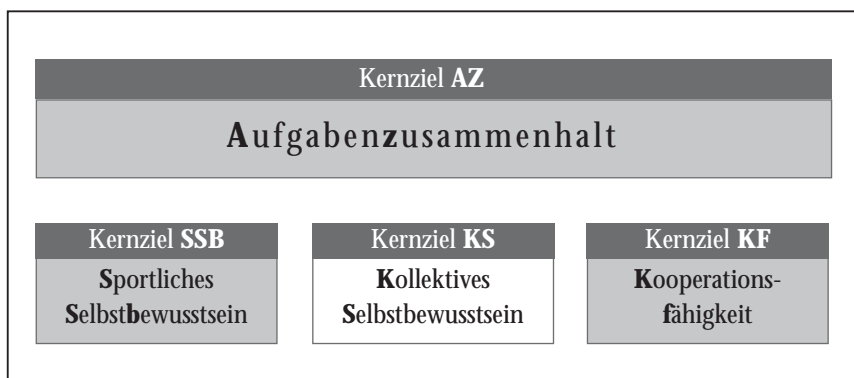 Kernziel AZ
Aufgabenzusammenhalt
Kernziel SSB
Sportliches
Selbstbewusstsein
Kernziel KS
Kollektives
Selbstbewusstsein
Kernziel KF
Kooperations-
fähigkeit